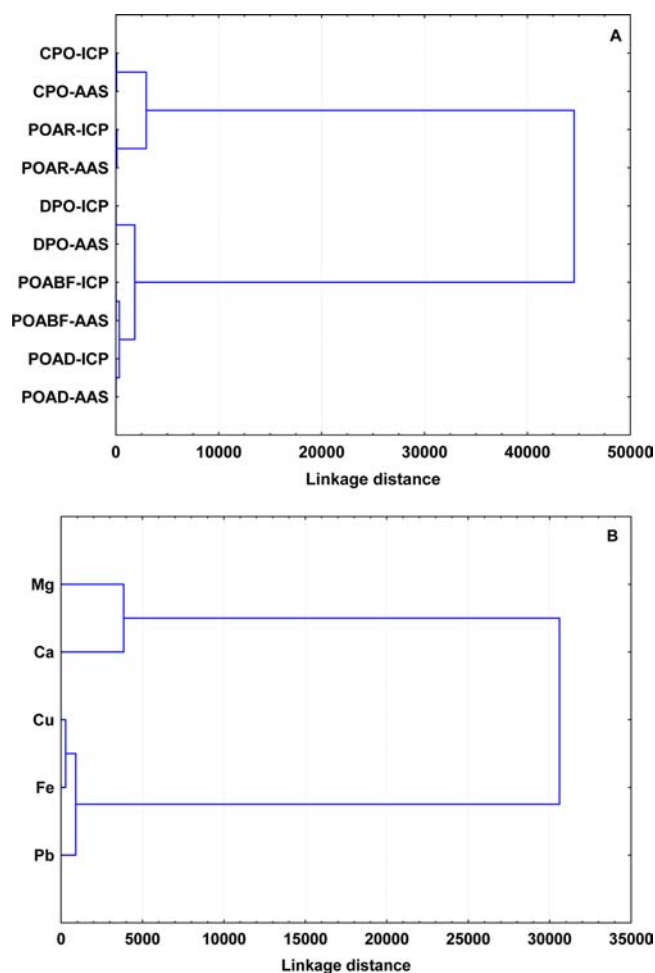 A
CPO-ICP
CPO-AAS
POAR-ICP
POAR-AAS
DPO-ICP
DPO-AAS
POABF-ICP
POABF-AAS
POAD-ICP
POAD-AAS
0 10000 20000 30000 40000 50000
Linkage distance
B
Mg
Ca
Cu
Fe
Pb
0 5000 10000 15000 20000 25000 30000 35000
Linkage distance